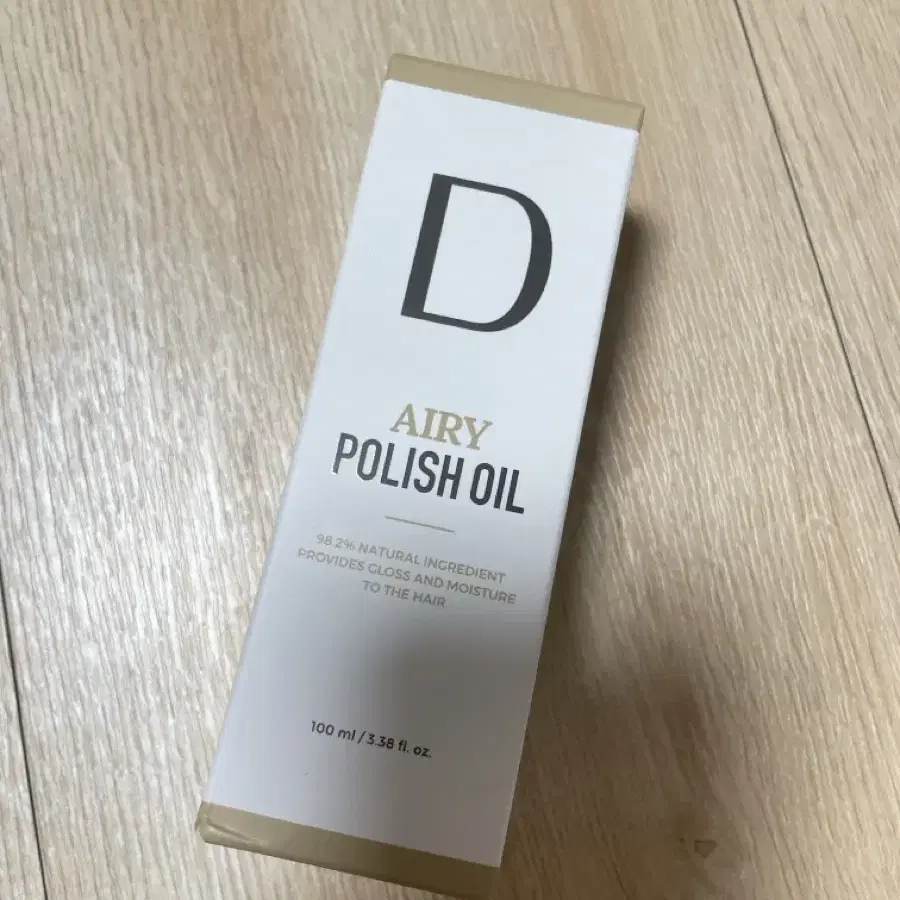 D
AIRY
POLISH OIL
98.2% NATURAL INGREDIENT
PROVIDES GLOSS AND MOISTURE
TO THE HAIR
100 ml / 3.38 fl. oz.